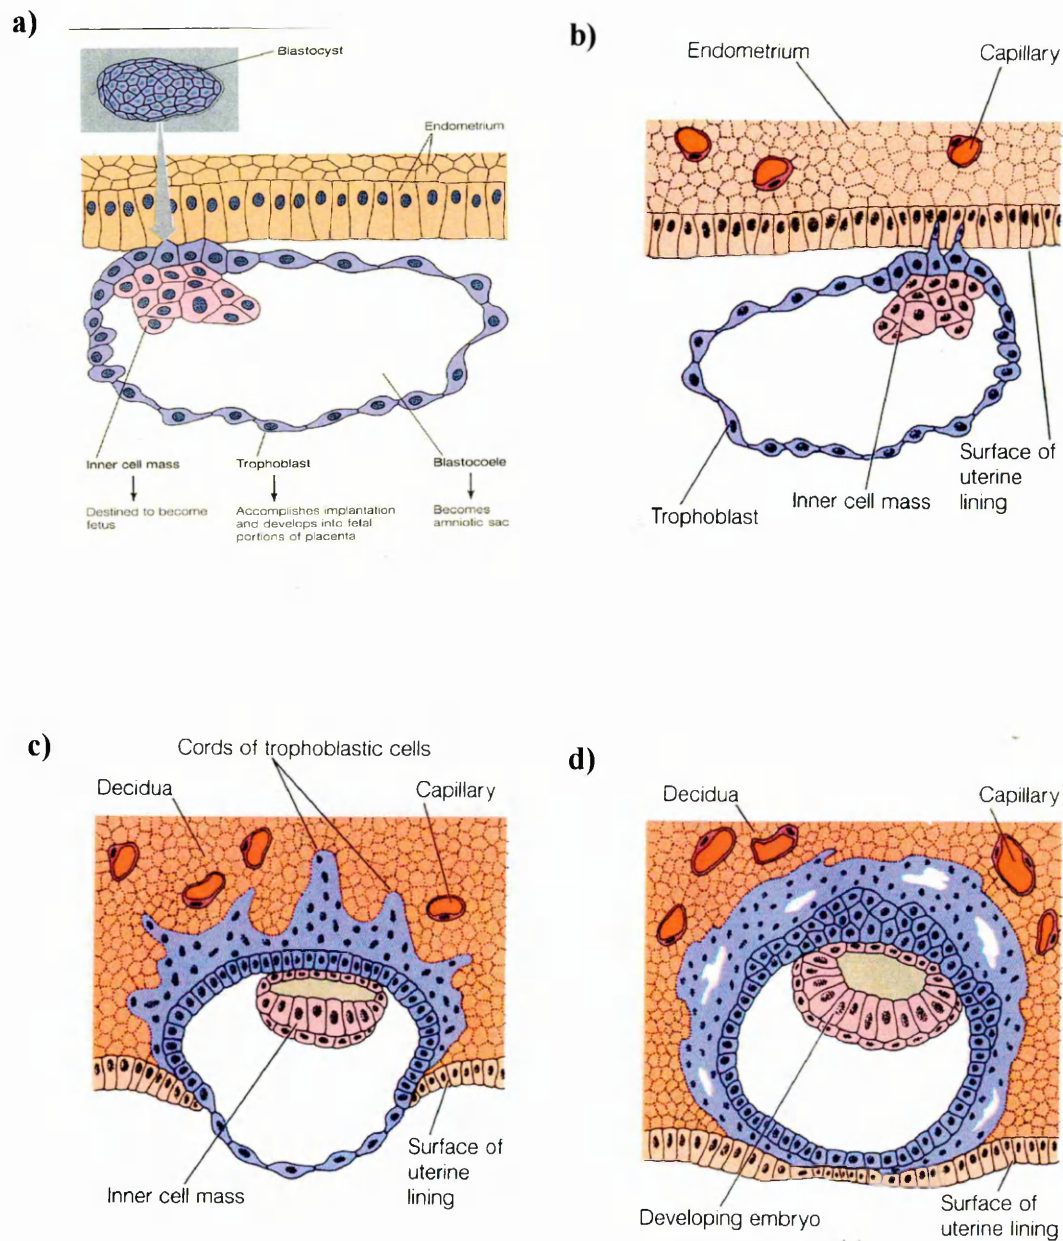 a)
Blastocyst
Endometrium
Inner cell mass
Trophoblast
Blastocoele
Destined to become
fetus
Accomplishes implantation
and develops into fetal
portions of placenta
Becomes
amniotic sac
b)
Endometrium
Capillary
Surface of
uterine
lining
Inner cell mass
Trophoblast
c)
Cords of trophoblastic cells
Decidua
Capillary
Surface of
uterine
lining
Inner cell mass
d)
Decidua
Capillary
Developing embryo
Surface of
uterine lining